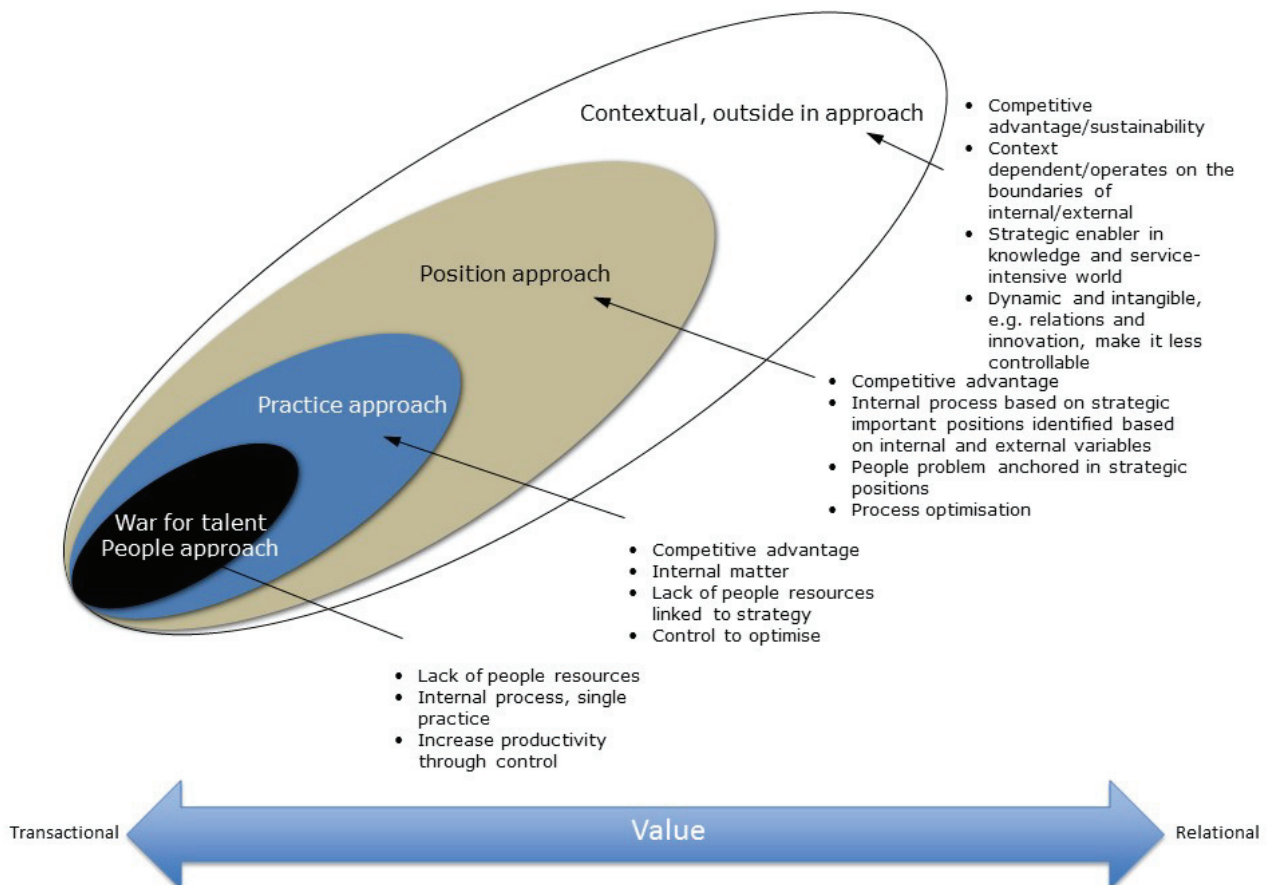 Contextual, outside in approach
• Competitive
advantage/sustainability
• Context
dependent/operates on the
boundaries of
internal/external
• Strategic enabler in
knowledge and service-
intensive world
• Dynamic and intangible,
e.g. relations and
innovation, make it less
controllable
Position approach
• Competitive advantage
• Internal process based on strategic
important positions identified based
on internal and external variables
• People problem anchored in strategic
positions
• Process optimisation
Practice approach
• Competitive advantage
• Internal matter
• Lack of people resources
linked to strategy
• Control to optimise
War for talent
People approach
• Lack of people resources
• Internal process, single
practice
• Increase productivity
through control
Transactional
Value
Relational